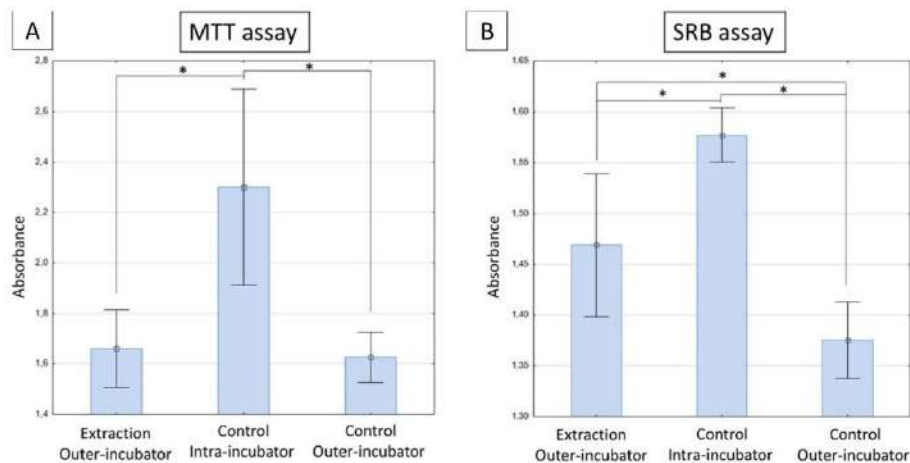 A
MTT assay
2,8
2,6
2,4
2,2
2,0
1,8
1,6
1,4
Absorbance
*
*
Extraction
Outer-incubator
Control
Intra-incubator
Control
Outer-incubator
B
SRB assay
1,65
1,60
1,55
1,50
1,45
1,40
1,35
1,30
Absorbance
*
*
*
Extraction
Outer-incubator
Control
Intra-incubator
Control
Outer-incubator